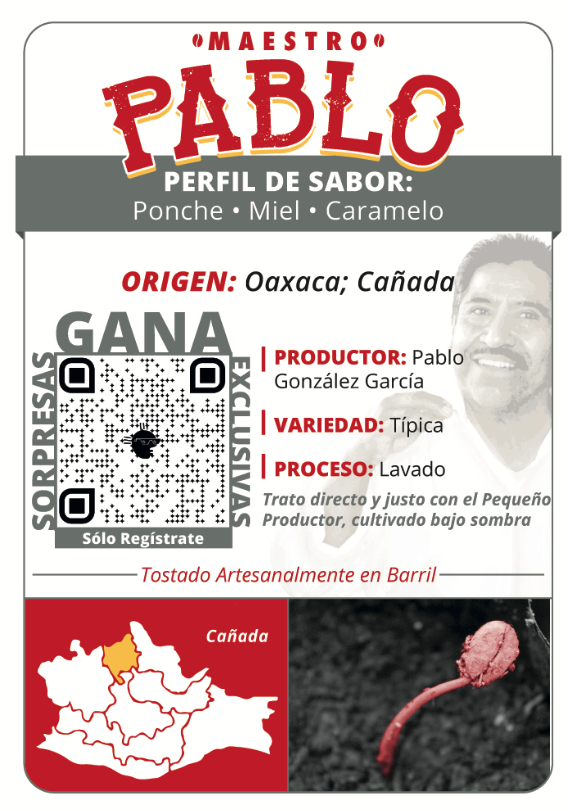 MAESTRO
PABLO
PERFIL DE SABOR:
Ponche • Miel • Caramelo
ORIGEN: Oaxaca; Cañada
GANA
SORPRESAS
EXCLUSIVAS
Sólo Regístrate
PRODUCTOR: Pablo
González García
VARIEDAD: Típica
PROCESO: Lavado
Trato directo y justo con el Pequeño
Productor, cultivado bajo sombra
Tostado Artesanalmente en Barril
Cañada